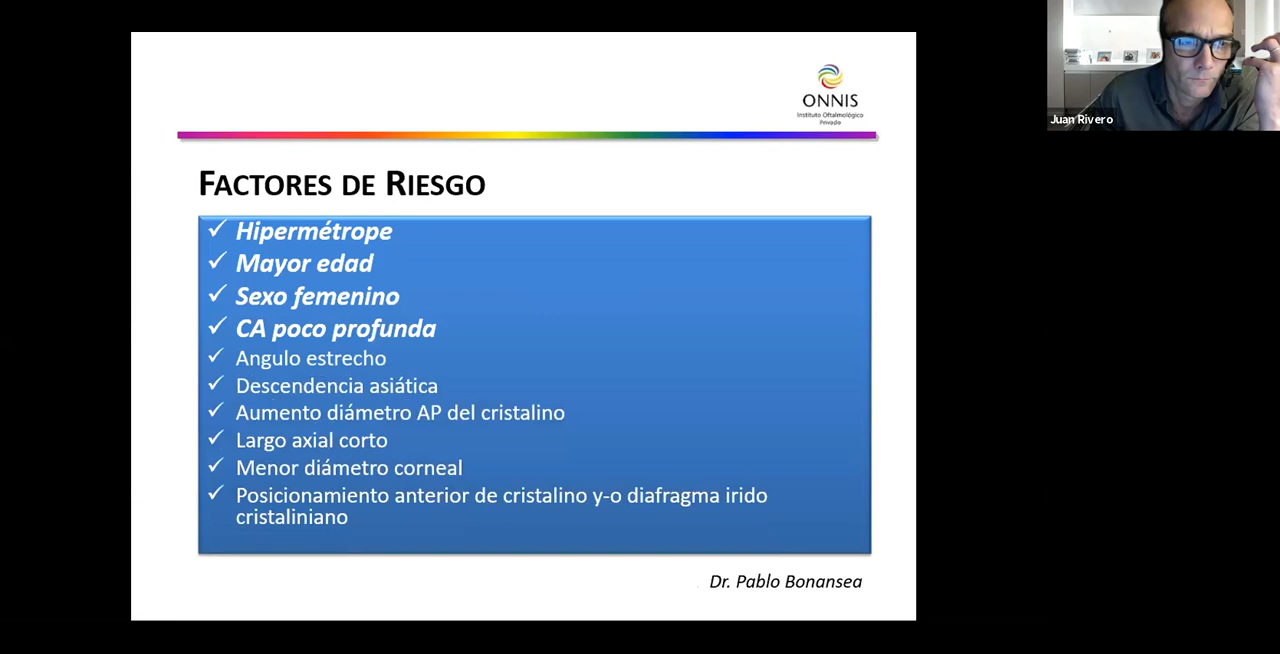 ONNIS
Instituto Oftalmológico
Privado
Juan Rivero
FACTORES DE RIESGO
✓ Hipermétrope
✓ Mayor edad
✓ Sexo femenino
✓ CA poco profunda
✓ Angulo estrecho
✓ Descendencia asiática
✓ Aumento diámetro AP del cristalino
✓ Largo axial corto
✓ Menor diámetro corneal
✓ Posicionamiento anterior de cristalino y-o diafragma irido
cristaliniano
Dr. Pablo Bonansea